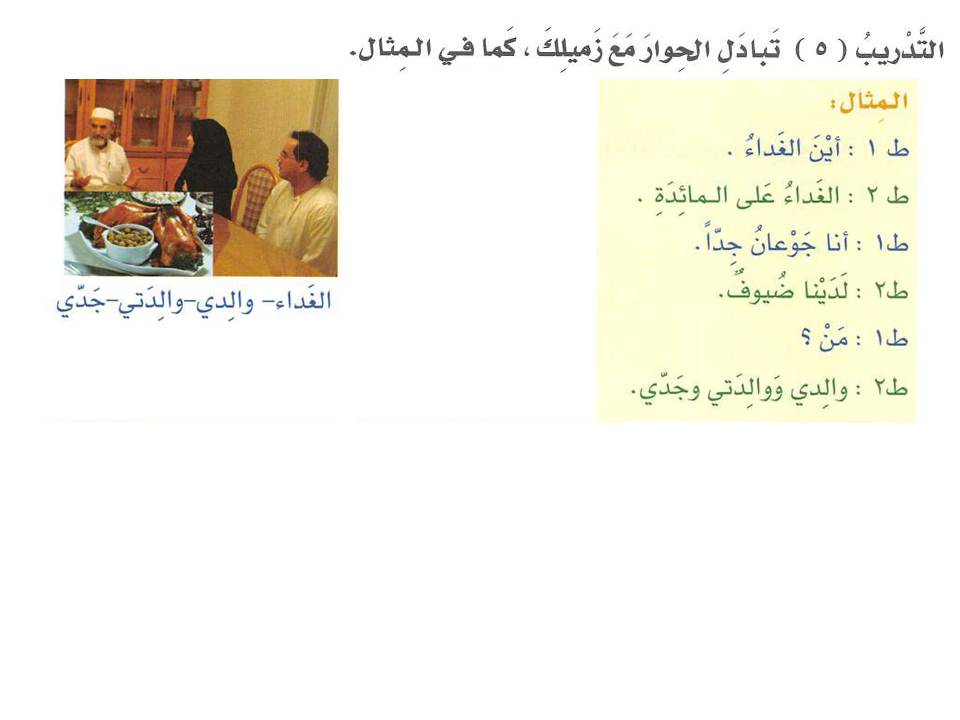 التَّدْريبُ ( ٥ ) تَبادَلِ الحِوارَ مَعَ زَميلِكَ ، كَما في المِثال.
المِثال:
ط ١ : أيْنَ الغَداءُ .
ط ٢ : الغَداءُ عَلى المائِدَةِ .
ط١ : أنا جَوْعانُ جِدّاً.
ط٢ : لَدَيْنا ضُيوفٌ.
ط١ : مَنْ ؟
ط٢ : والِدي وَوالِدَتي وجَدّي.
الغَداء- والِدي-والِدَتي-جَدّي